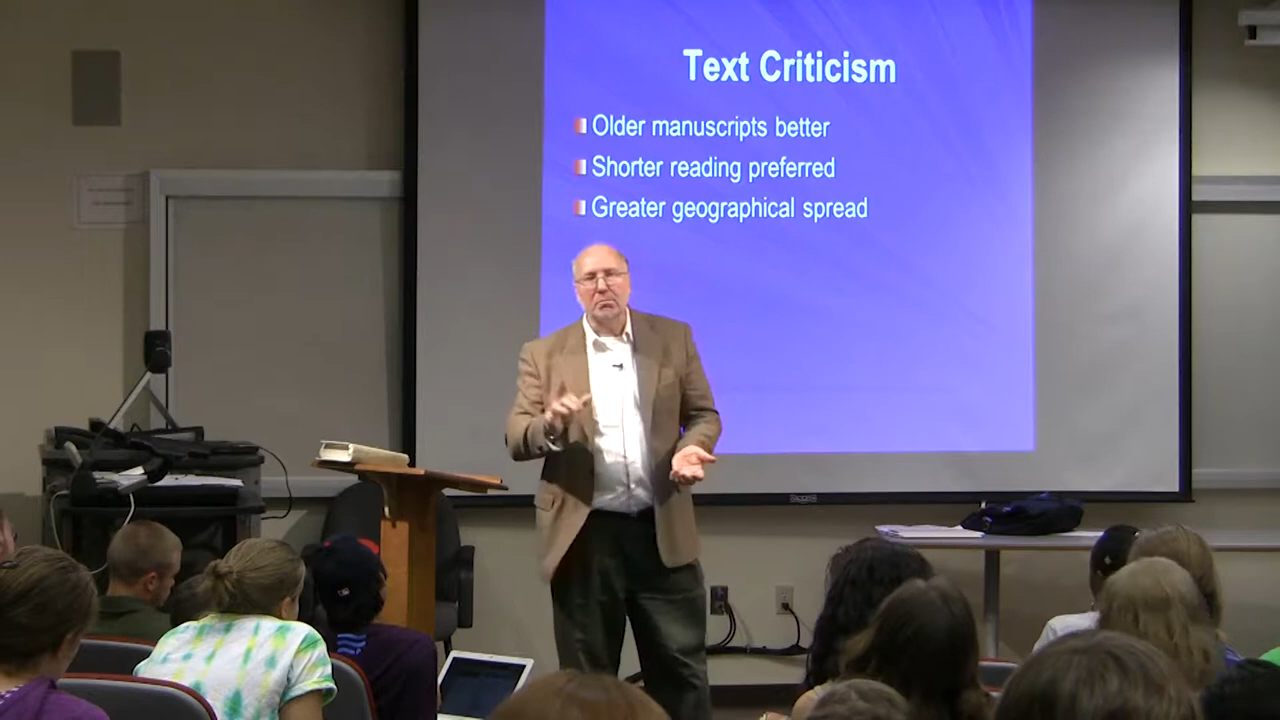 Text Criticism
Older manuscripts better
Shorter reading preferred
Greater geographical spread